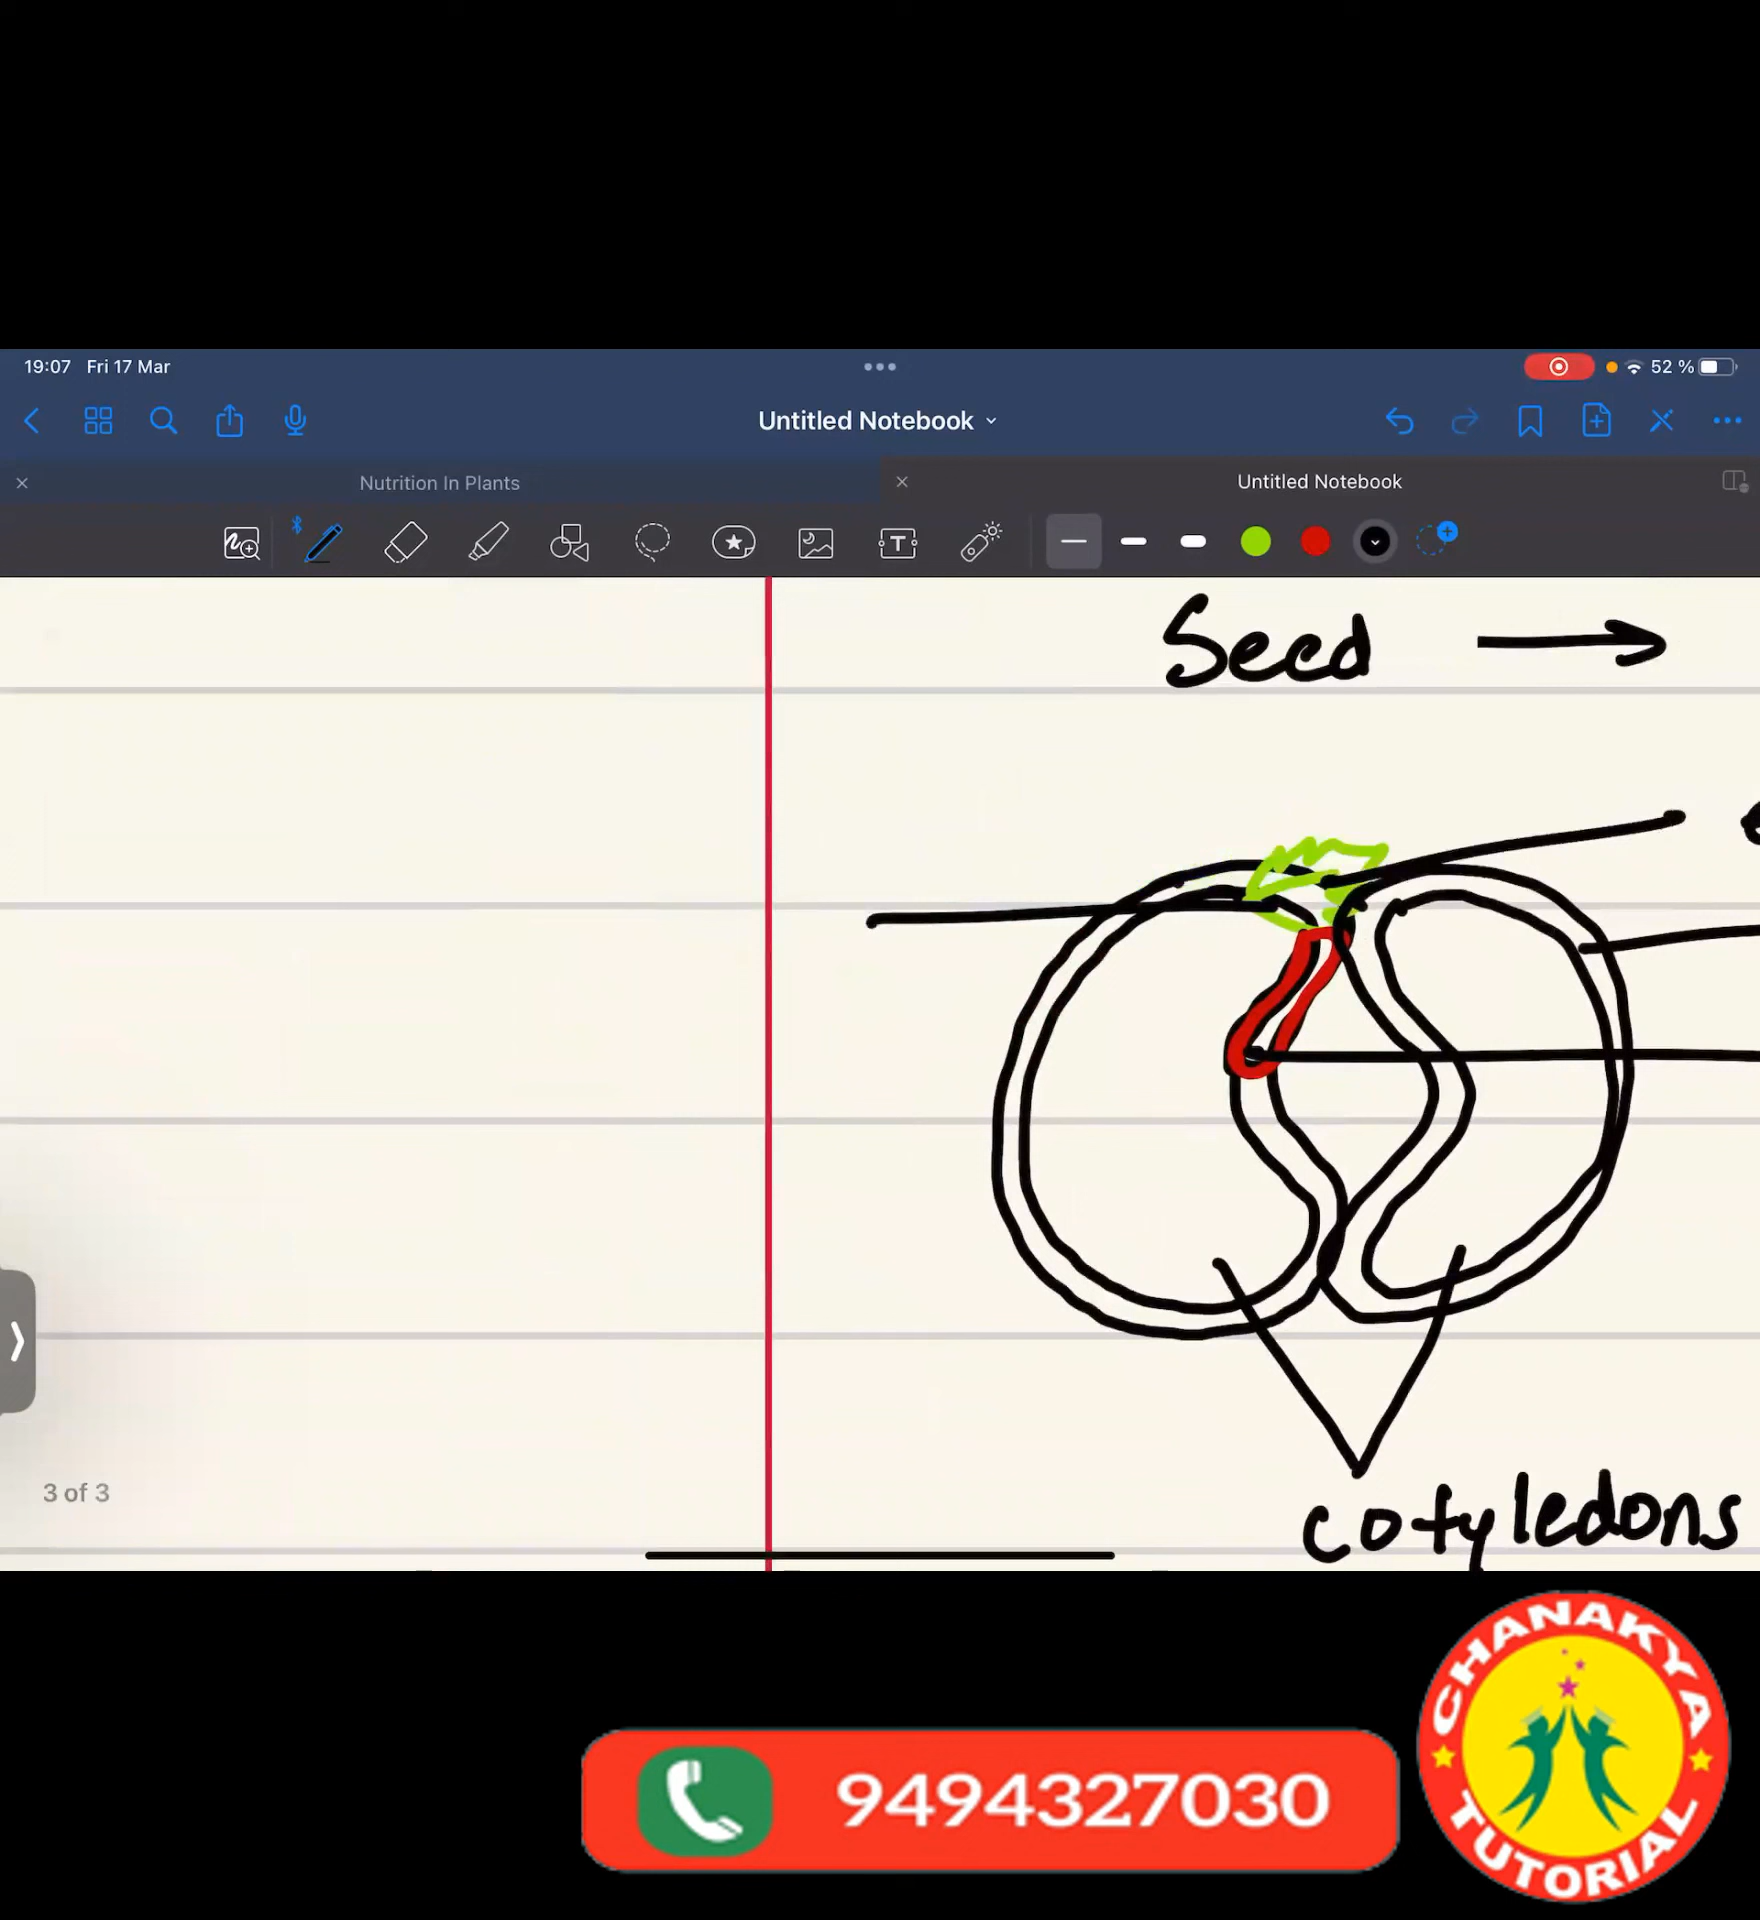 19:07 Fri 17 Mar
52 %
Untitled Notebook
Nutrition In Plants
Untitled Notebook
T
Seed
cotyledons
3 of 3
9494327030
CHANAKYA
TUTORIAL